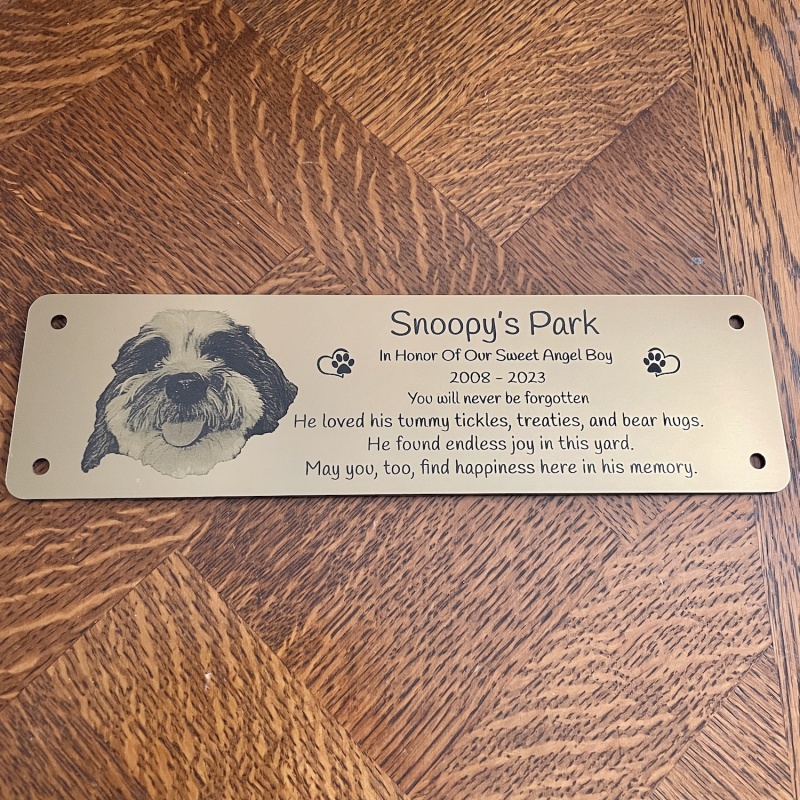 Snoopy's Park
In Honor Of Our Sweet Angel Boy
2008 - 2023
You will never be forgotten
He loved his tummy tickles, treaties, and bear hugs.
He found endless joy in this yard.
May you, too, find happiness here in his memory.